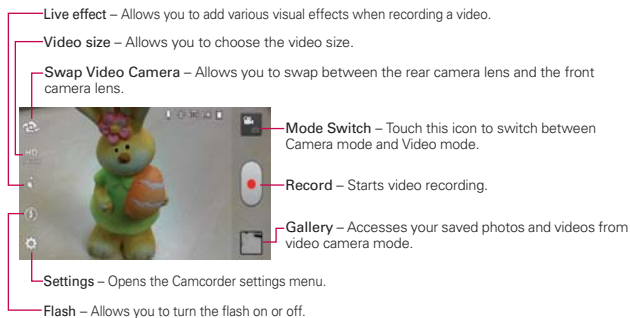 Live effect – Allows you to add various visual effects when recording a video.
Video size – Allows you to choose the video size.
Swap Video Camera – Allows you to swap between the rear camera lens and the front
camera lens.
HD
Mode Switch – Touch this icon to switch between
Camera mode and Video mode.
Record – Starts video recording.
Gallery – Accesses your saved photos and videos from
video camera mode.
Settings – Opens the Camcorder settings menu.
Flash – Allows you to turn the flash on or off.